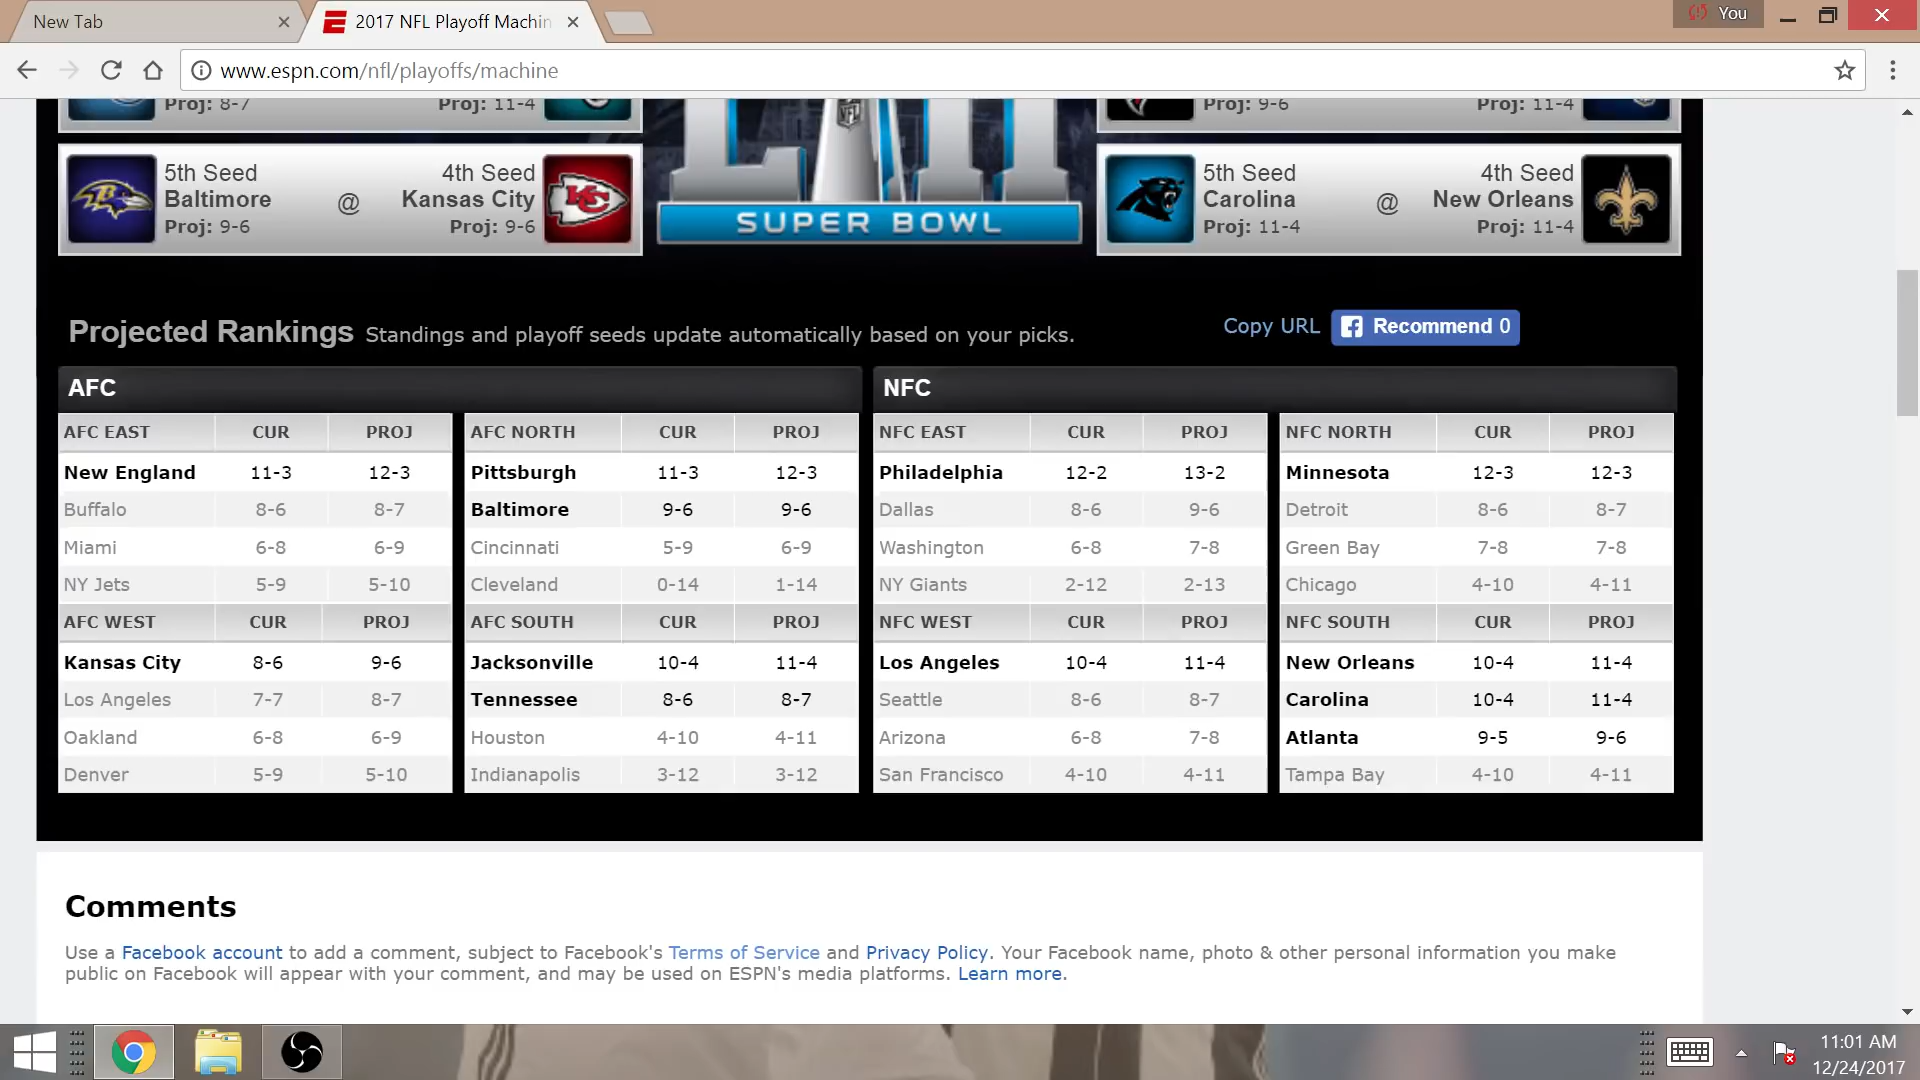 New Tab
2017 NFL Playoff Machin
You
www.espn.com/nfl/playoffs/machine
Proj: 8-7
Proj: 11-4
Proj: 9-6
Proj: 11-4
NFL
5th Seed
Baltimore
Proj: 9-6
@
4th Seed
Kansas City
Proj: 9-6
LII
SUPER BOWL
5th Seed
Carolina
Proj: 11-4
@
4th Seed
New Orleans
Proj: 11-4
Projected Rankings Standings and playoff seeds update automatically based on your picks.
Copy URL
Recommend 0
AFC
AFC EAST CUR PROJ
New England 11-3 12-3
Buffalo 8-6 8-7
Miami 6-8 6-9
NY Jets 5-9 5-10
AFC NORTH CUR PROJ
Pittsburgh 11-3 12-3
Baltimore 9-6 9-6
Cincinnati 5-9 6-9
Cleveland 0-14 1-14
AFC WEST CUR PROJ
Kansas City 8-6 9-6
Los Angeles 7-7 8-7
Oakland 6-8 6-9
Denver 5-9 5-10
AFC SOUTH CUR PROJ
Jacksonville 10-4 11-4
Tennessee 8-6 8-7
Houston 4-10 4-11
Indianapolis 3-12 3-12
NFC
NFC EAST CUR PROJ
Philadelphia 12-2 13-2
Dallas 8-6 9-6
Washington 6-8 7-8
NY Giants 2-12 2-13
NFC NORTH CUR PROJ
Minnesota 12-3 12-3
Detroit 8-6 8-7
Green Bay 7-8 7-8
Chicago 4-10 4-11
NFC WEST CUR PROJ
Los Angeles 10-4 11-4
Seattle 8-6 8-7
Arizona 6-8 7-8
San Francisco 4-10 4-11
NFC SOUTH CUR PROJ
New Orleans 10-4 11-4
Carolina 10-4 11-4
Atlanta 9-5 9-6
Tampa Bay 4-10 4-11
Comments
Use a Facebook account to add a comment, subject to Facebook's Terms of Service and Privacy Policy. Your Facebook name, photo & other personal information you make
public on Facebook will appear with your comment, and may be used on ESPN's media platforms. Learn more.
11:01 AM
12/24/2017